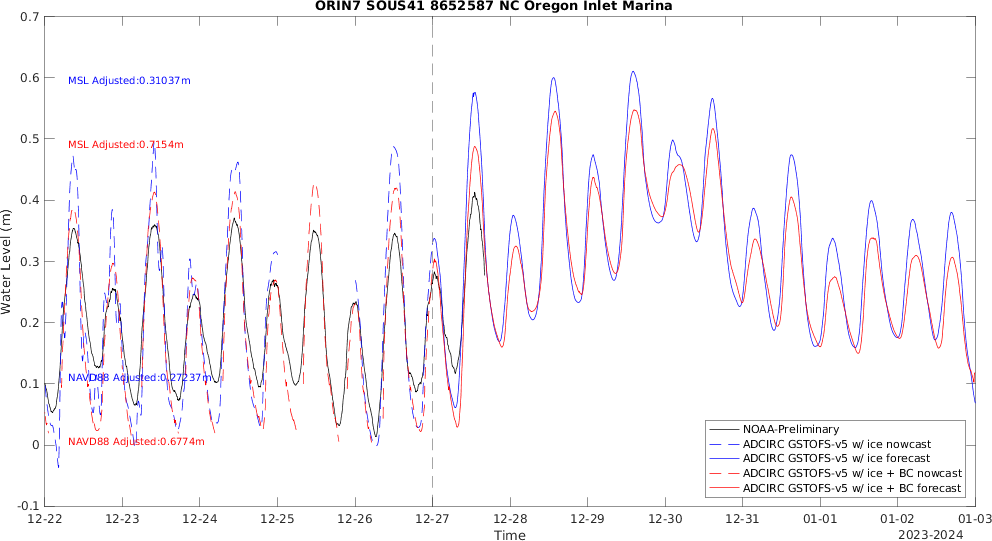 ORIN7 SOUS41 8652587 NC Oregon Inlet Marina
Water Level (m)
0.7
0.6
0.5
0.4
0.3
0.2
0.1
0
-0.1
MSL Adjusted:0.31037m
MSL Adjusted:0.7154m
NAVD88 Adjusted:0.27237m
NAVD88 Adjusted:0.6774m
NOAA-Preliminary
ADCIRC GSTOFS-v5 w/ ice nowcast
ADCIRC GSTOFS-v5 w/ ice forecast
ADCIRC GSTOFS-v5 w/ ice + BC nowcast
ADCIRC GSTOFS-v5 w/ ice + BC forecast
12-22 12-23 12-24 12-25 12-26 12-27 12-28 12-29 12-30 12-31 01-01 01-02 01-03
Time
2023-2024